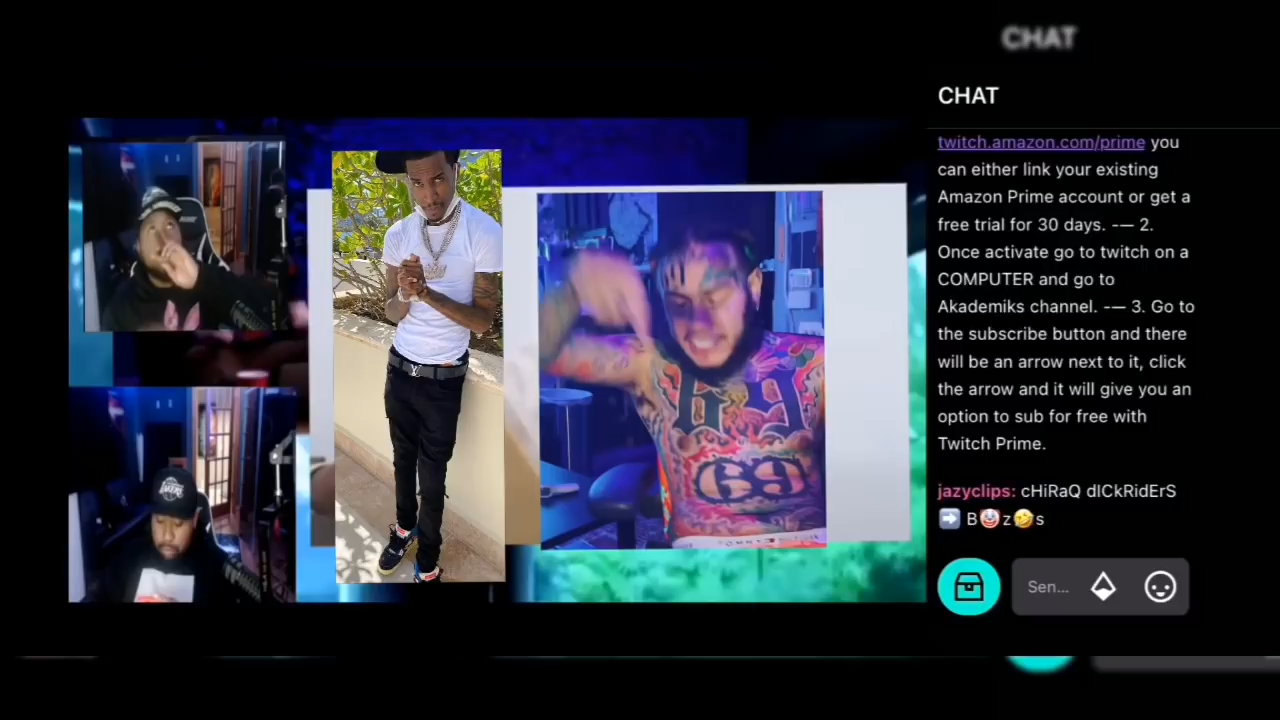 CHAT
CHAT
twitch.amazon.com/prime you
can either link your existing
Amazon Prime account or get a
free trial for 30 days. -— 2.
Once activate go to twitch on a
COMPUTER and go to
Akademiks channel. -— 3. Go to
the subscribe button and there
will be an arrow next to it, click
the arrow and it will give you an
option to sub for free with
Twitch Prime.
jazyclips: cHiRaQ dICkRidErS
➡️ B🤡z🤣s
Sen...
69
69
LAKERS
LV